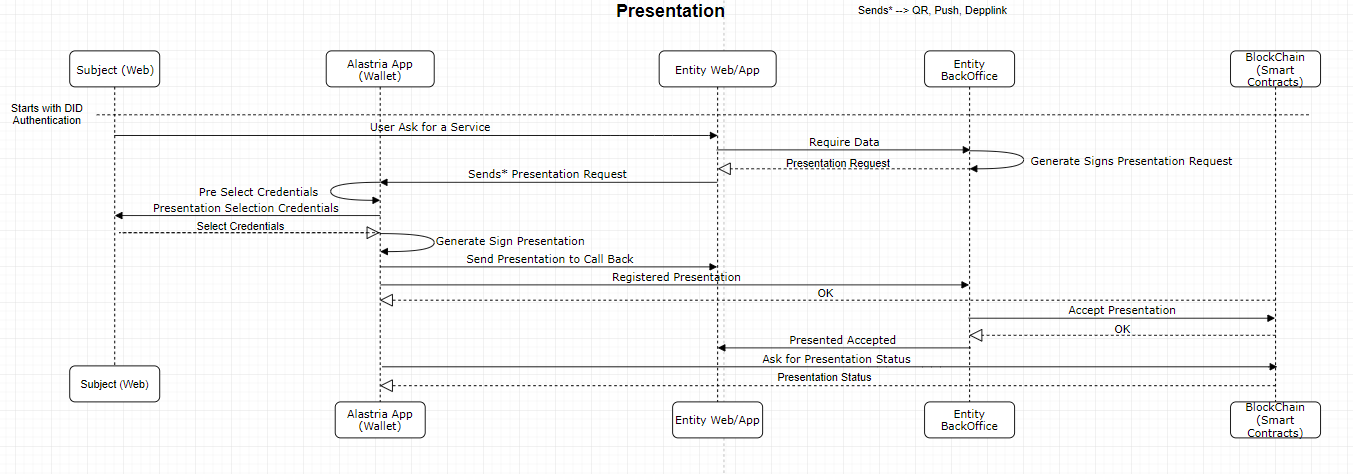 Presentation
Sends* --> QR, Push, Depplink
Subject (Web)
Alastria App
(Wallet)
Entity Web/App
Entity
BackOffice
BlockChain
(Smart
Contracts)
Starts with DID
Authentication
User Ask for a Service
Require Data
Presentation Request
Generate Signs Presentation Request
Sends* Presentation Request
Pre Select Credentials
Presentation Selection Credentials
Select Credentials
Generate Sign Presentation
Send Presentation to Call Back
Registered Presentation
OK
Accept Presentation
OK
Presented Accepted
Ask for Presentation Status
Presentation Status
Subject (Web)
Alastria App
(Wallet)
Entity Web/App
Entity
BackOffice
BlockChain
(Smart
Contracts)